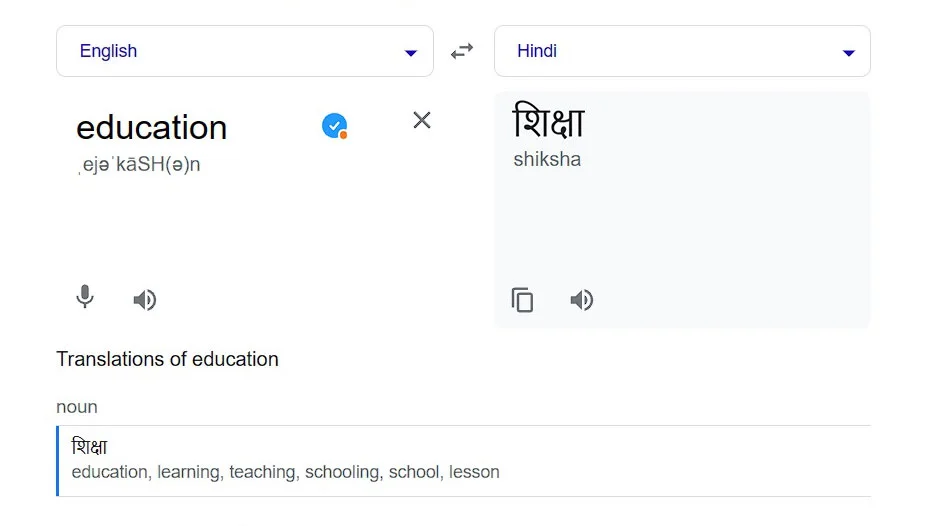 English
Hindi
education
ˌejəˈkāSH(ə)n
शिक्षा
shiksha
Translations of education
noun
शिक्षा
education, learning, teaching, schooling, school, lesson